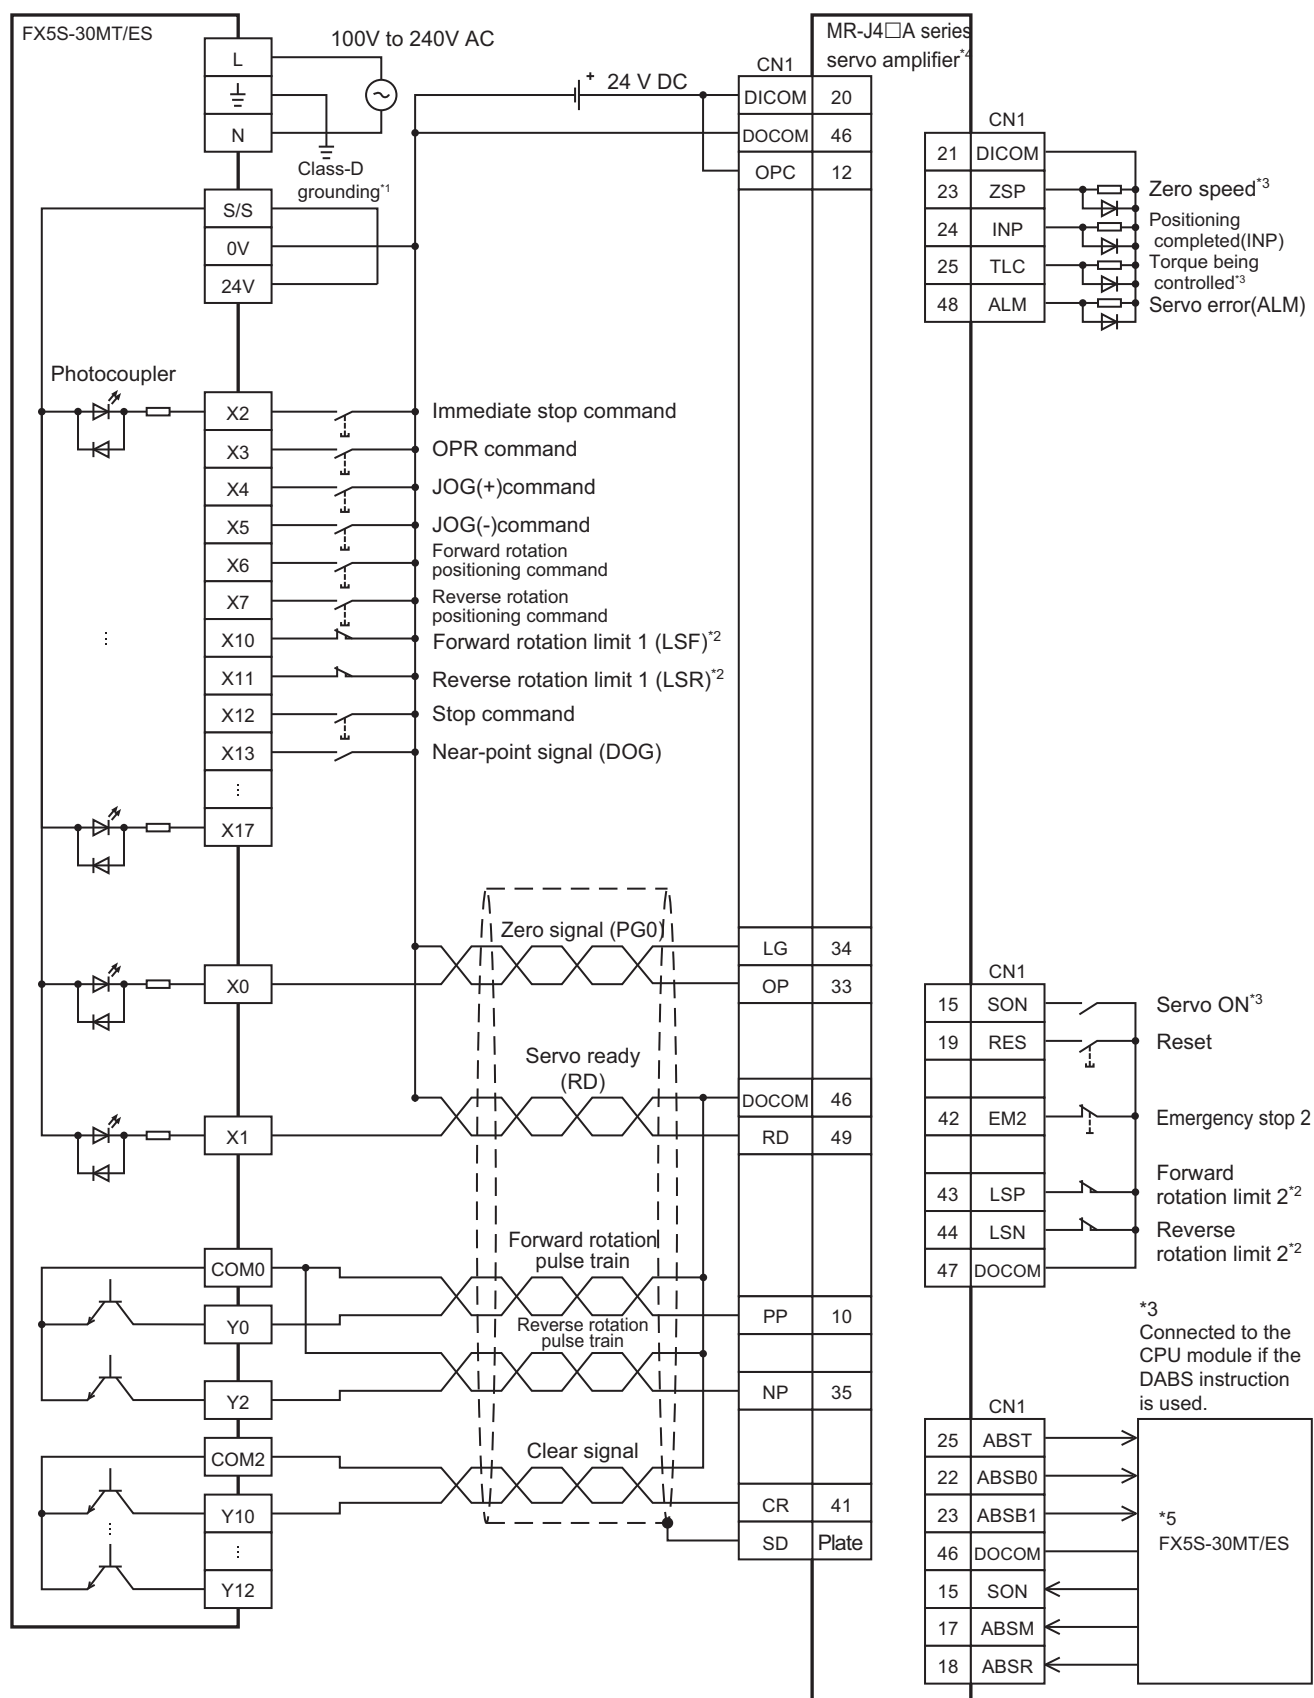 FX5S-30MT/ES
L
N
S/S
0V
24V
100V to 240V AC
Class-D
grounding*1
+ 24 V DC
MR-J4□A series
servo amplifier*4
CN1
DICOM 20
DOCOM 46
OPC 12
CN1
21 DICOM
23 ZSP Zero speed*3
24 INP Positioning
completed(INP)
25 TLC Torque being
controlled*3
48 ALM Servo error(ALM)
Photocoupler
X2 Immediate stop command
X3 OPR command
X4 JOG(+)command
X5 JOG(-)command
X6 Forward rotation
positioning command
X7 Reverse rotation
positioning command
X10 Forward rotation limit 1 (LSF)*2
X11 Reverse rotation limit 1 (LSR)*2
X12 Stop command
X13 Near-point signal (DOG)
X17
Zero signal (PG0)
LG 34
X0
OP 33
Servo ready
(RD)
DOCOM 46
X1
RD 49
CN1
15 SON Servo ON*3
19 RES Reset
42 EM2 Emergency stop 2
43 LSP Forward
rotation limit 2*2
44 LSN Reverse
rotation limit 2*2
47 DOCOM
Forward rotation
pulse train
COM0
Y0
PP 10
Reverse rotation
pulse train
Y2
NP 35
Clear signal
COM2
Y10
CR 41
SD Plate
Y12
*3
Connected to the
CPU module if the
DABS instruction
is used.
CN1
25 ABST
22 ABSB0
23 ABSB1
46 DOCOM
15 SON
17 ABSM
18 ABSR
*5
FX5S-30MT/ES